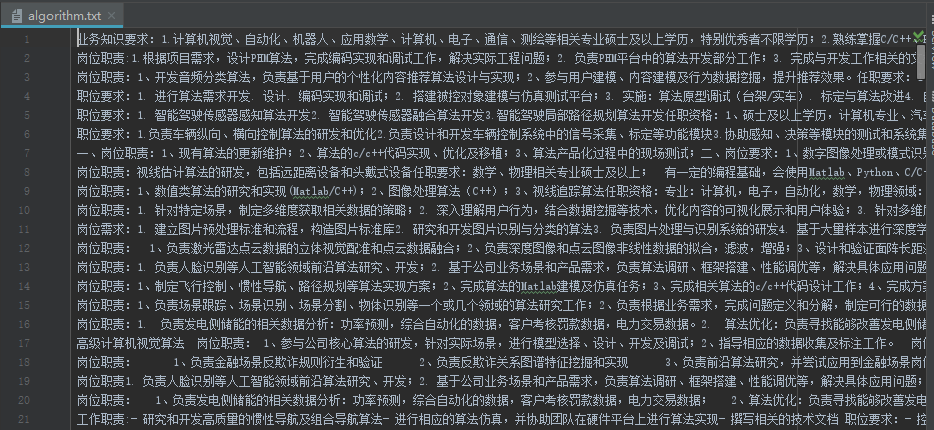 algorithm.txt
1 业务知识要求：1.计算机视觉、自动化、机器人、应用数学、计算机、电子、通信、测绘等相关专业硕士及以上学历，特别优秀者不限学历；2.熟练掌握C/C++
2 岗位职责:1.根据项目需求，设计PHM算法，完成编码实现和调试工作，解决实际工程问题；2. 负责PHM平台中的算法开发部分工作；3. 完成与开发工作相关的文
3 岗位职责：1、开发音频分类算法，负责基于用户的个性化内容推荐算法设计与实现；2、参与用户建模、内容建模及行为数据挖掘，提升推荐效果。任职要求：
4 职位要求：1. 进行算法需求开发、设计、编码实现和调试；2. 搭建被控对象建模与仿真测试平台；3. 实施：算法原型调试（台架/实车）、标定与算法改进4.
5 职位要求：1. 智能驾驶传感器感知算法开发2. 智能驾驶传感器融合算法开发3.智能驾驶局部路径规划算法开发任职资格：1、硕士及以上学历，计算机专业、汽
6 职位要求：1.负责车辆纵向、横向控制算法的研发和优化2.负责设计和开发车辆控制系统中的信号采集、标定等功能模块3.协助感知、决策等模块的测试和系统集
7 一、岗位职责：1、现有算法的更新维护；2、算法的c/c++代码实现、优化及移植；3、算法产品化过程中的现场测试；二、岗位要求：1、数字图像处理或模式识
8 岗位职责：视线估计算法的研发，包括远距离设备和头戴式设备任职要求：数学、物理相关专业硕士及以上； 有一定的编程基础，会使用Matlab、Python、C/C
9 岗位职责：1、数值类算法的研究和实现(Matlab/C++)；2、图像处理算法（C++）；3、视线追踪算法任职资格：专业：计算机，电子，自动化，数学，物理领域；
10 岗位职责：1. 针对特定场景，制定多维度获取相关数据的策略；2. 深入理解用户行为，结合数据挖掘等技术，优化内容的可视化展示和用户体验；3. 针对多维度
11 岗位需求：1. 建立图片预处理标准和流程，构造图片标准库2. 研究和开发图片识别与分类的算法3. 负责图片处理与识别系统的研发4. 基于大量样本进行深度学
12 岗位职责： 1、负责激光雷达点云数据的立体视觉配准和点云数据融合；2、负责深度图像和点云图像非线性数据的拟合，滤波，增强；3、设计和验证面阵长距
13 岗位职责：1. 负责人脸识别等人工智能领域前沿算法研究、开发；2. 基于公司业务场景和产品需求，负责算法调研、框架搭建、性能调优等，解决具体应用问题
14 岗位职责：1、制定飞行控制、惯性导航、路径规划等算法实现方案；2、完成算法的Matlab建模及仿真任务；3、完成相关算法的c/c++代码设计工作；4、完成方案
15 岗位职责：1、负责场景跟踪、场景识别、场景分割、物体识别等一个或几个领域的算法研究工作；2、负责根据业务需求，完成问题定义和分解，制定可行的数据
16 岗位职责：1. 负责发电侧储能的相关数据分析：功率预测，综合自动化的数据，客户考核罚款数据，电力交易数据。2. 算法优化：负责寻找能够改善发电侧储
17 高级计算机视觉算法 岗位职责： 1、参与公司核心算法的研发，针对实际场景，进行模型选择、设计、开发及调试；2、指导相应的数据收集及标注工作。 岗
18 岗位职责： 1、负责金融场景反欺诈规则衍生和验证 2、负责反欺诈关系图谱特征挖掘和实现 3、负责前沿算法研究，并尝试应用到金融场景岗位
19 岗位职责1. 负责人脸识别等人工智能领域前沿算法研究、开发；2. 基于公司业务场景和产品需求，负责算法调研、框架搭建、性能调优等，解决具体应用问题；
20 岗位职责： 1、负责发电侧储能的相关数据分析：功率预测，综合自动化的数据，客户考核罚款数据，电力交易数据； 2、算法优化：负责寻找能够改善发电
21 工作职责:- 研究和开发高质量的惯性导航及组合导航算法- 进行相应的算法仿真，并协助团队在硬件平台上进行算法实现- 撰写相关的技术文档 职位要求：- 控